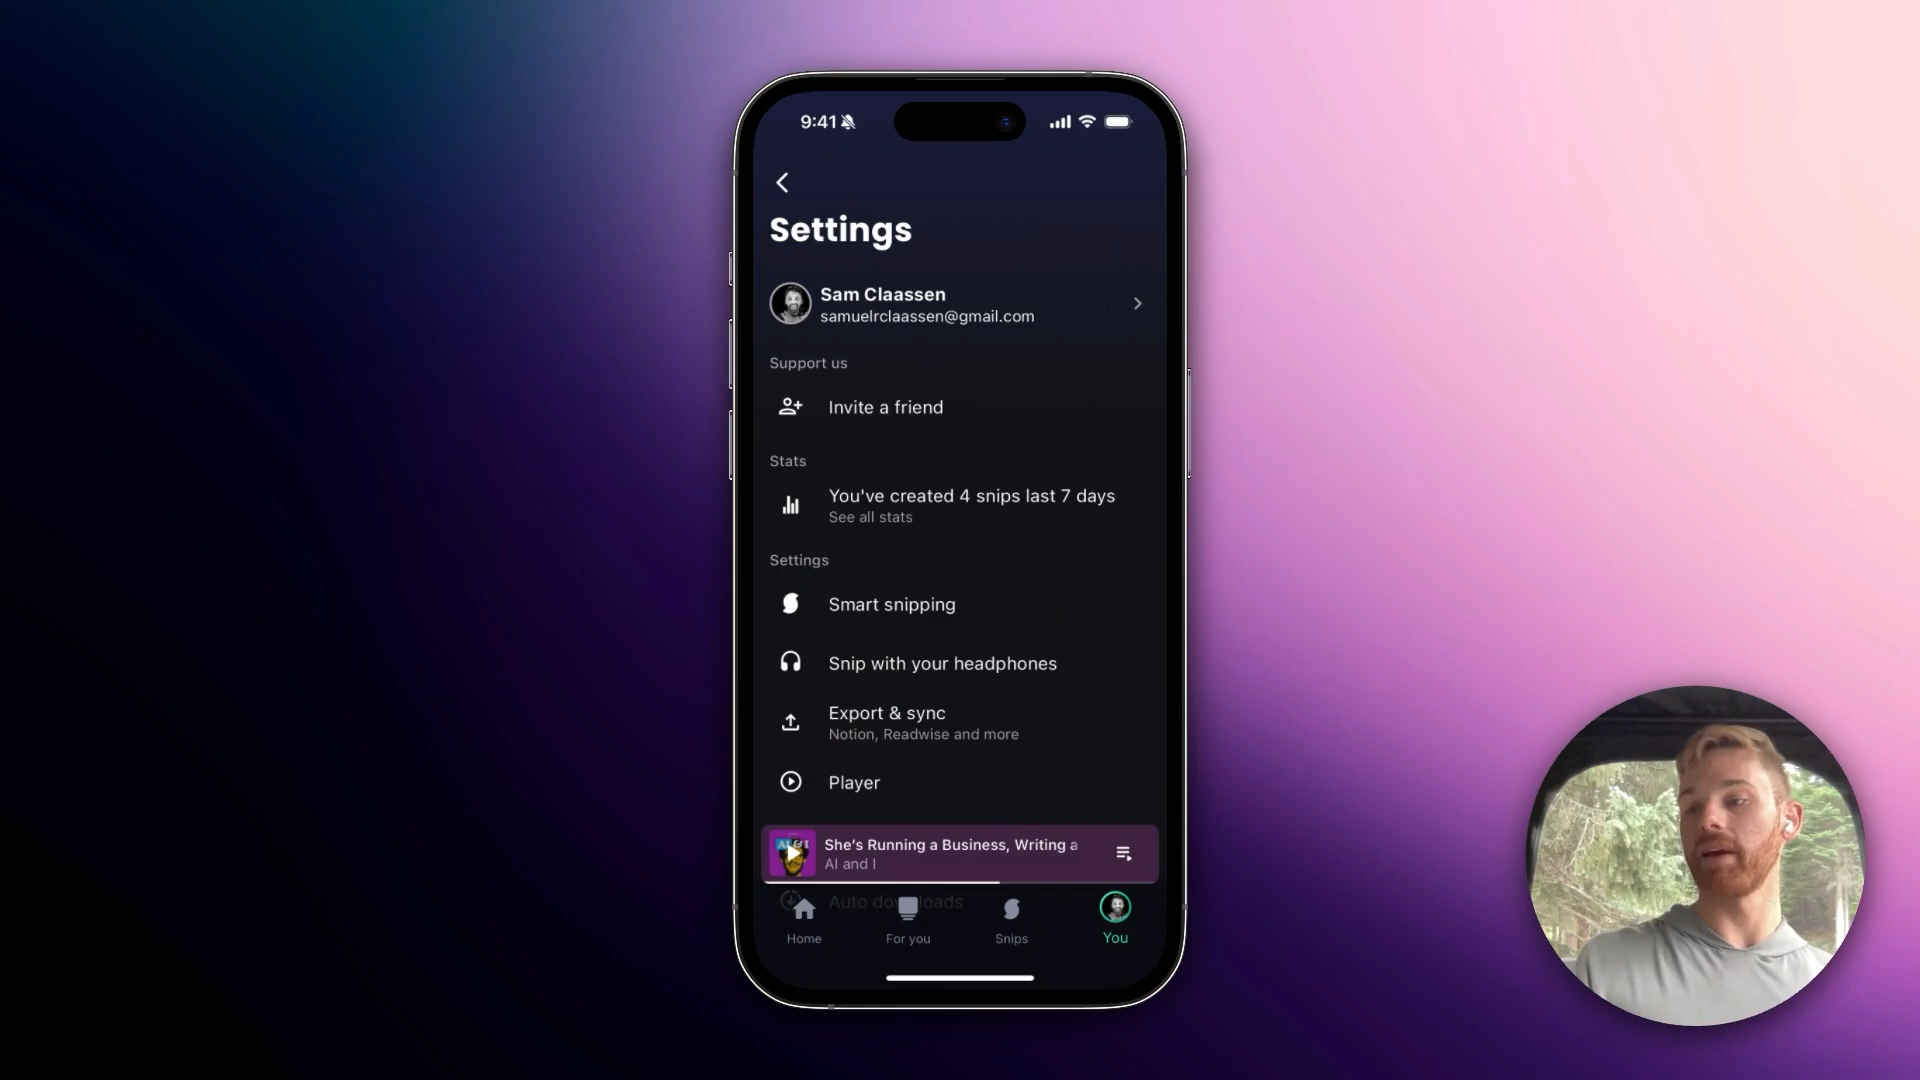 9:41
Settings
Sam Claassen
samuelrclaassen@gmail.com
Support us
Invite a friend
Stats
You've created 4 snips last 7 days
See all stats
Settings
Smart snipping
Snip with your headphones
Export & sync
Notion, Readwise and more
Player
She's Running a Business, Writing a
AI and I
Home
For you
Snips
You